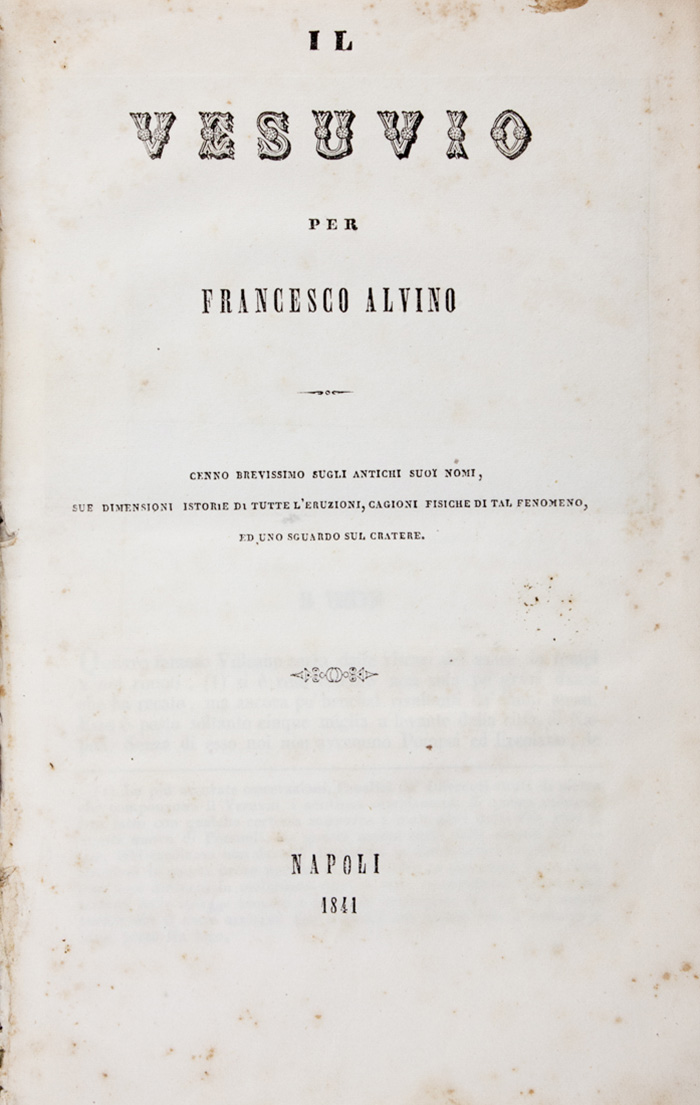 IL
VESUVIO
PER
FRANCESCO ALVINO
CENNO BREVISSIMO SUGLI ANTICHI SUOI NOMI,
SUE DIMENSIONI ISTORIE DI TUTTE L'ERUZIONI, CAGIONI FISICHE DI TAL FENOMENO,
ED UNO SGUARDO SUL CRATERE.
NAPOLI
1841